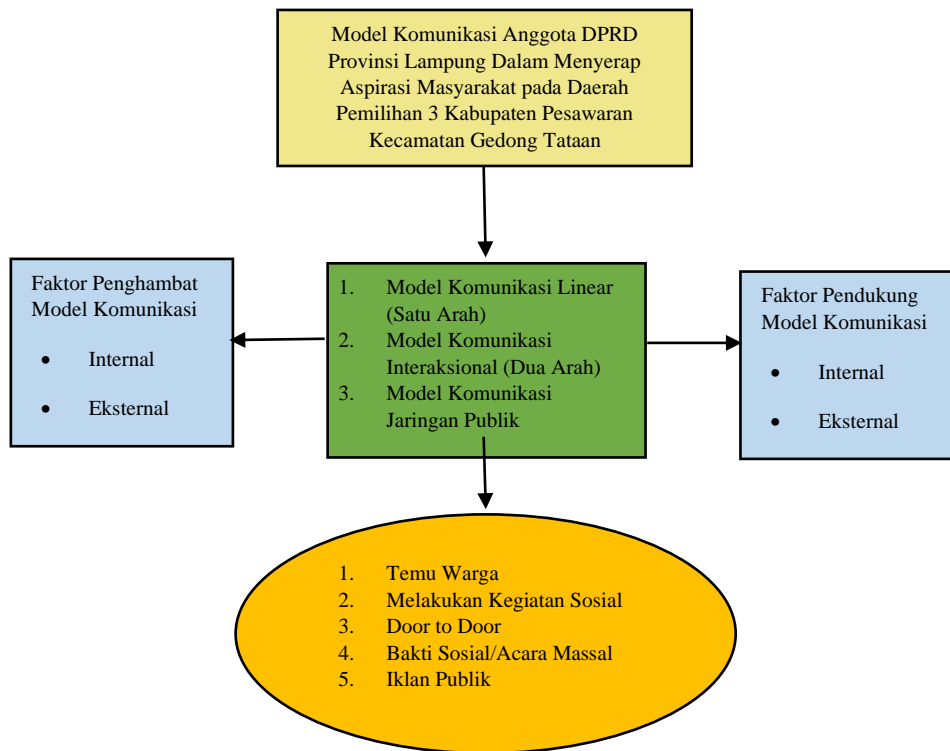 Model Komunikasi Anggota DPRD
Provinsi Lampung Dalam Menyerap
Aspirasi Masyarakat pada Daerah
Pemilihan 3 Kabupaten Pesawaran
Kecamatan Gedong Tataan
Faktor Penghambat
Model Komunikasi
• Internal
• Eksternal
1. Model Komunikasi Linear
(Satu Arah)
2. Model Komunikasi
Interaksional (Dua Arah)
3. Model Komunikasi
Jaringan Publik
Faktor Pendukung
Model Komunikasi
• Internal
• Eksternal
1. Temu Warga
2. Melakukan Kegiatan Sosial
3. Door to Door
4. Bakti Sosial/Acara Massal
5. Iklan Publik